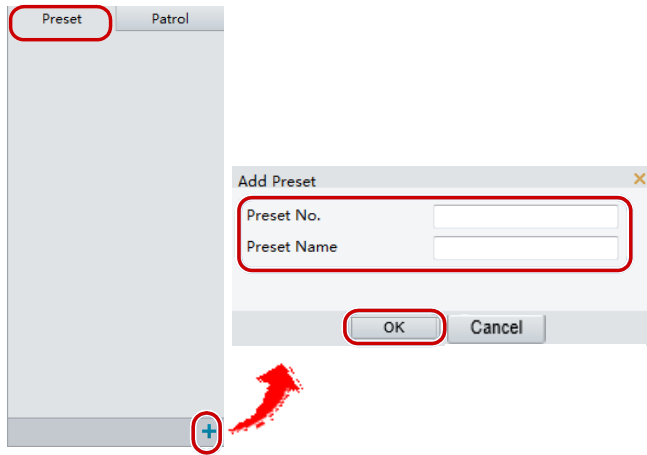 Preset Patrol
Add Preset
Preset No.
Preset Name
OK Cancel